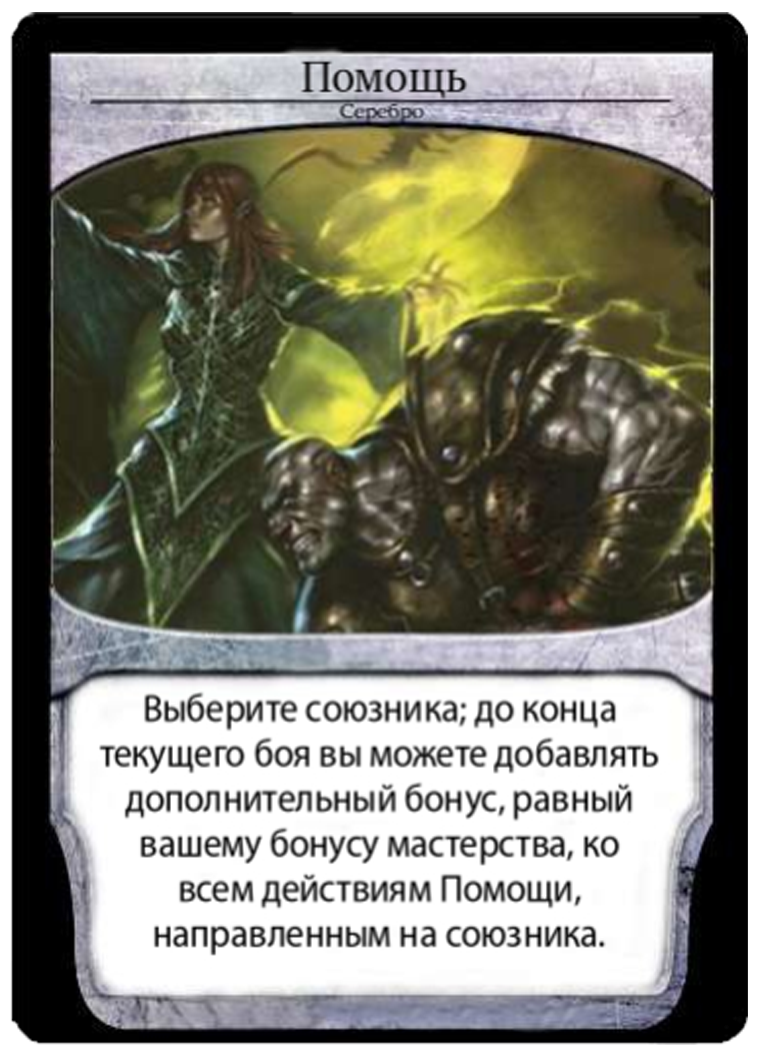 Помощь
Серебро
Выберите союзника; до конца
текущего боя вы можете добавлять
дополнительный бонус, равный
вашему бонусу мастерства, ко
всем действиям Помощи,
направленным на союзника.